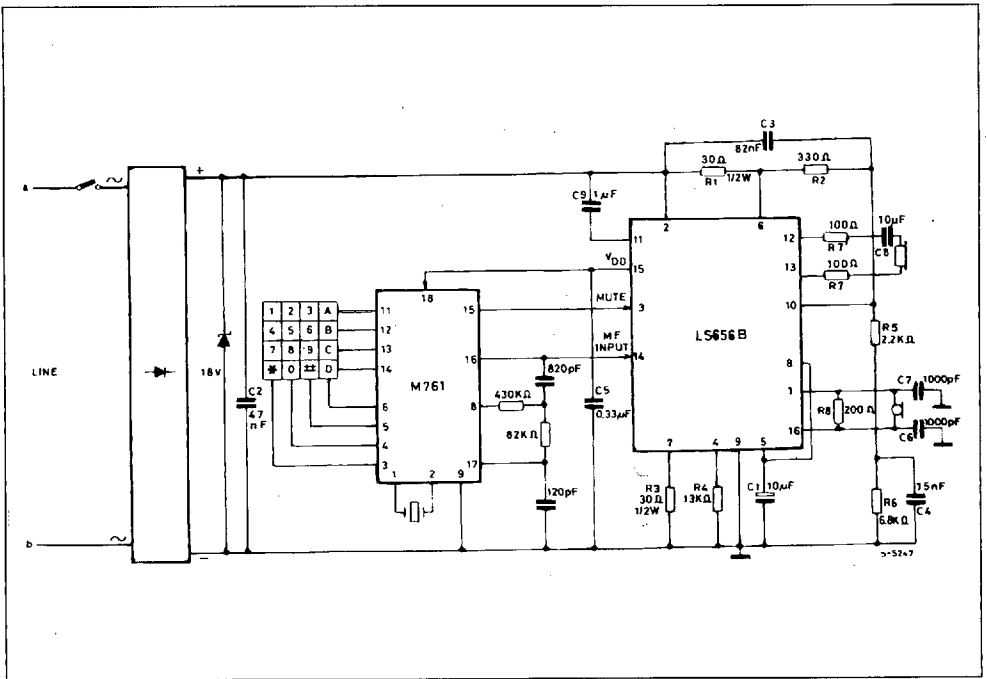 C3
82nF
30Ω
R1
1/2W
330Ω
R2
a
~
+
C9
1µF
2
6
11
12
100Ω
R7
10µF
C8
VDD
15
13
100Ω
R7
18
MUTE
3
10
1 2 3 A
4 5 6 B
7 8 9 C
* 0 # D
11
12
13
14
15
MF
INPUT
14
LS656B
R5
2.2KΩ
LINE
18V
C2
47
nF
M761
16
820pF
8
430KΩ
C5
0.33µF
8
1
R8
200Ω
C7
1000pF
6
5
4
3
82KΩ
17
16
C6
1000pF
1
2
9
120pF
7
4
9
5
R3
30Ω
1/2W
R4
13KΩ
C1
10µF
R6
6.8KΩ
15nF
C4
b
~
−
S-5247